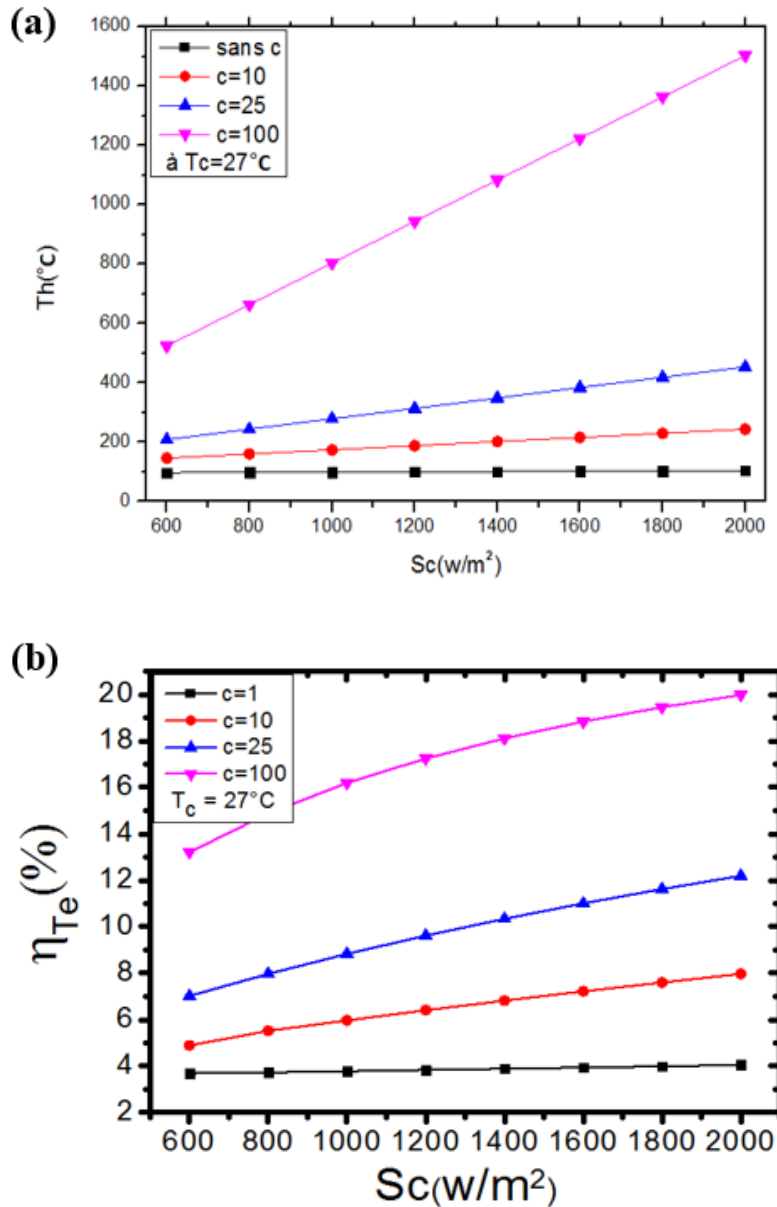 (a)
1600
1400
1200
1000
800
600
400
200
0
Th(°c)
sans c
c=10
c=25
c=100
à Tc=27°C
600 800 1000 1200 1400 1600 1800 2000
Sc(w/m²)
(b)
20
18
16
14
12
10
8
6
4
2
η_Te(%)
c=1
c=10
c=25
c=100
T_c = 27°C
600 800 1000 1200 1400 1600 1800 2000
Sc(w/m²)